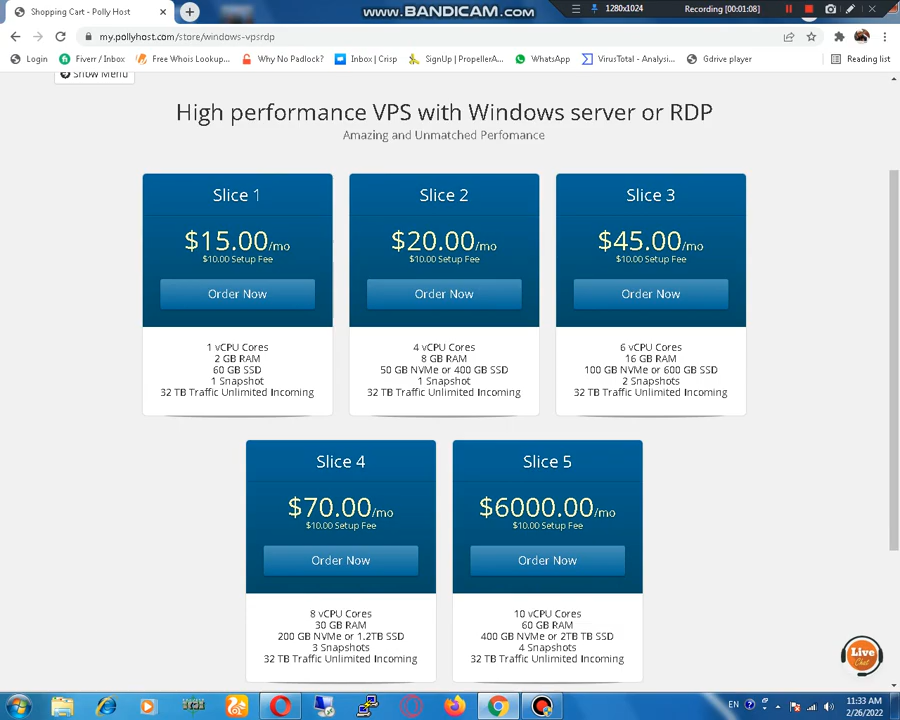 Shopping Cart - Polly Host
www.BANDICAM.com
1280x1024
Recording [00:01:08]
my.pollyhost.com/store/windows-vpsrdp
Login
Fiverr / Inbox
Free Whois Lookup...
Why No Padlock?
Inbox | Crisp
SignUp | PropellerA...
WhatsApp
VirusTotal - Analysi...
Gdrive player
Reading list
Show Menu
High performance VPS with Windows server or RDP
Amazing and Unmatched Perfomance
Slice 1
$15.00/mo
$10.00 Setup Fee
Order Now
1 vCPU Cores
2 GB RAM
60 GB SSD
1 Snapshot
32 TB Traffic Unlimited Incoming
Slice 2
$20.00/mo
$10.00 Setup Fee
Order Now
4 vCPU Cores
8 GB RAM
50 GB NVMe or 400 GB SSD
1 Snapshot
32 TB Traffic Unlimited Incoming
Slice 3
$45.00/mo
$10.00 Setup Fee
Order Now
6 vCPU Cores
16 GB RAM
100 GB NVMe or 600 GB SSD
2 Snapshots
32 TB Traffic Unlimited Incoming
Slice 4
$70.00/mo
$10.00 Setup Fee
Order Now
8 vCPU Cores
30 GB RAM
200 GB NVMe or 1.2TB SSD
3 Snapshots
32 TB Traffic Unlimited Incoming
Slice 5
$6000.00/mo
$10.00 Setup Fee
Order Now
10 vCPU Cores
60 GB RAM
400 GB NVMe or 2TB TB SSD
4 Snapshots
32 TB Traffic Unlimited Incoming
Live
Chat
EN
11:33 AM
2/26/2022